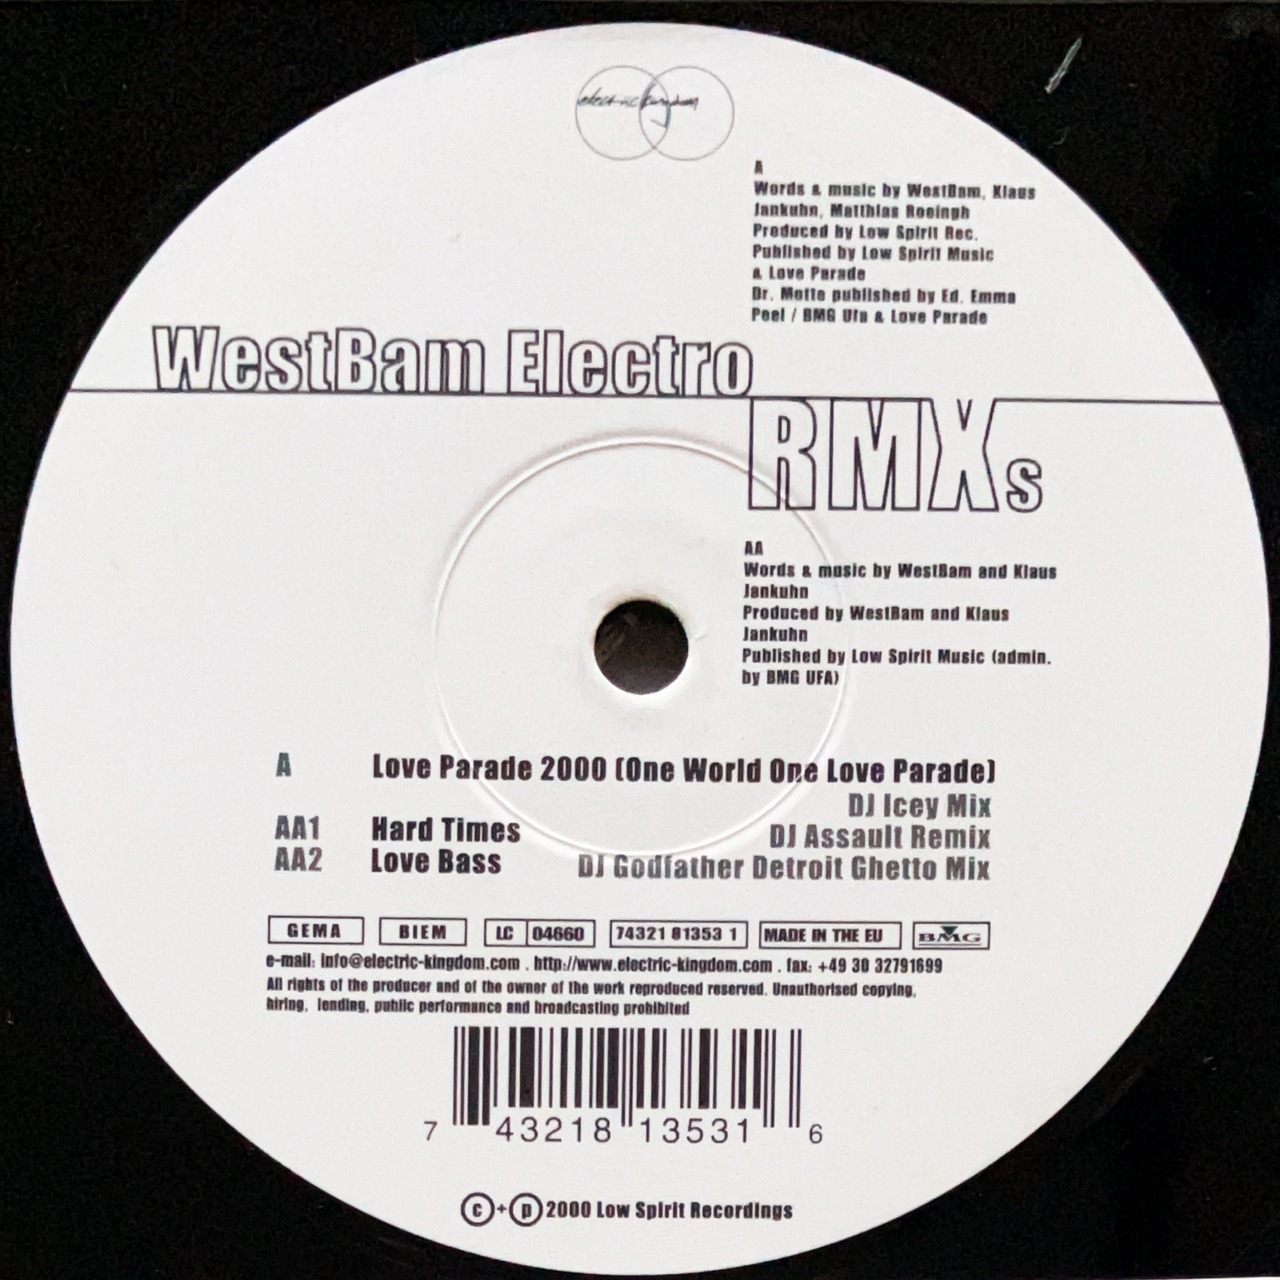 electric kingdom
A
Words & music by WestBam, Klaus
Jankuhn, Matthias Roeingh
Produced by Low Spirit Rec.
Published by Low Spirit Music
& Love Parade
Dr. Motte published by Ed. Emma
Peel / BMG Ufa & Love Parade
WestBam Electro
RMXs
AA
Words & music by WestBam and Klaus
Jankuhn
Produced by WestBam and Klaus
Jankuhn
Published by Low Spirit Music (admin.
by BMG UFA)
A Love Parade 2000 (One World One Love Parade)
DJ Icey Mix
AA1 Hard Times DJ Assault Remix
AA2 Love Bass DJ Godfather Detroit Ghetto Mix
GEMA BIEM LC 04660 74321 81353 1 MADE IN THE EU BMG
e-mail: info@electric-kingdom.com . http://www.electric-kingdom.com . fax: +49 30 32791699
All rights of the producer and of the owner of the work reproduced reserved. Unauthorised copying,
hiring, lending, public performance and broadcasting prohibited
7 43218 13531 6
c + p 2000 Low Spirit Recordings